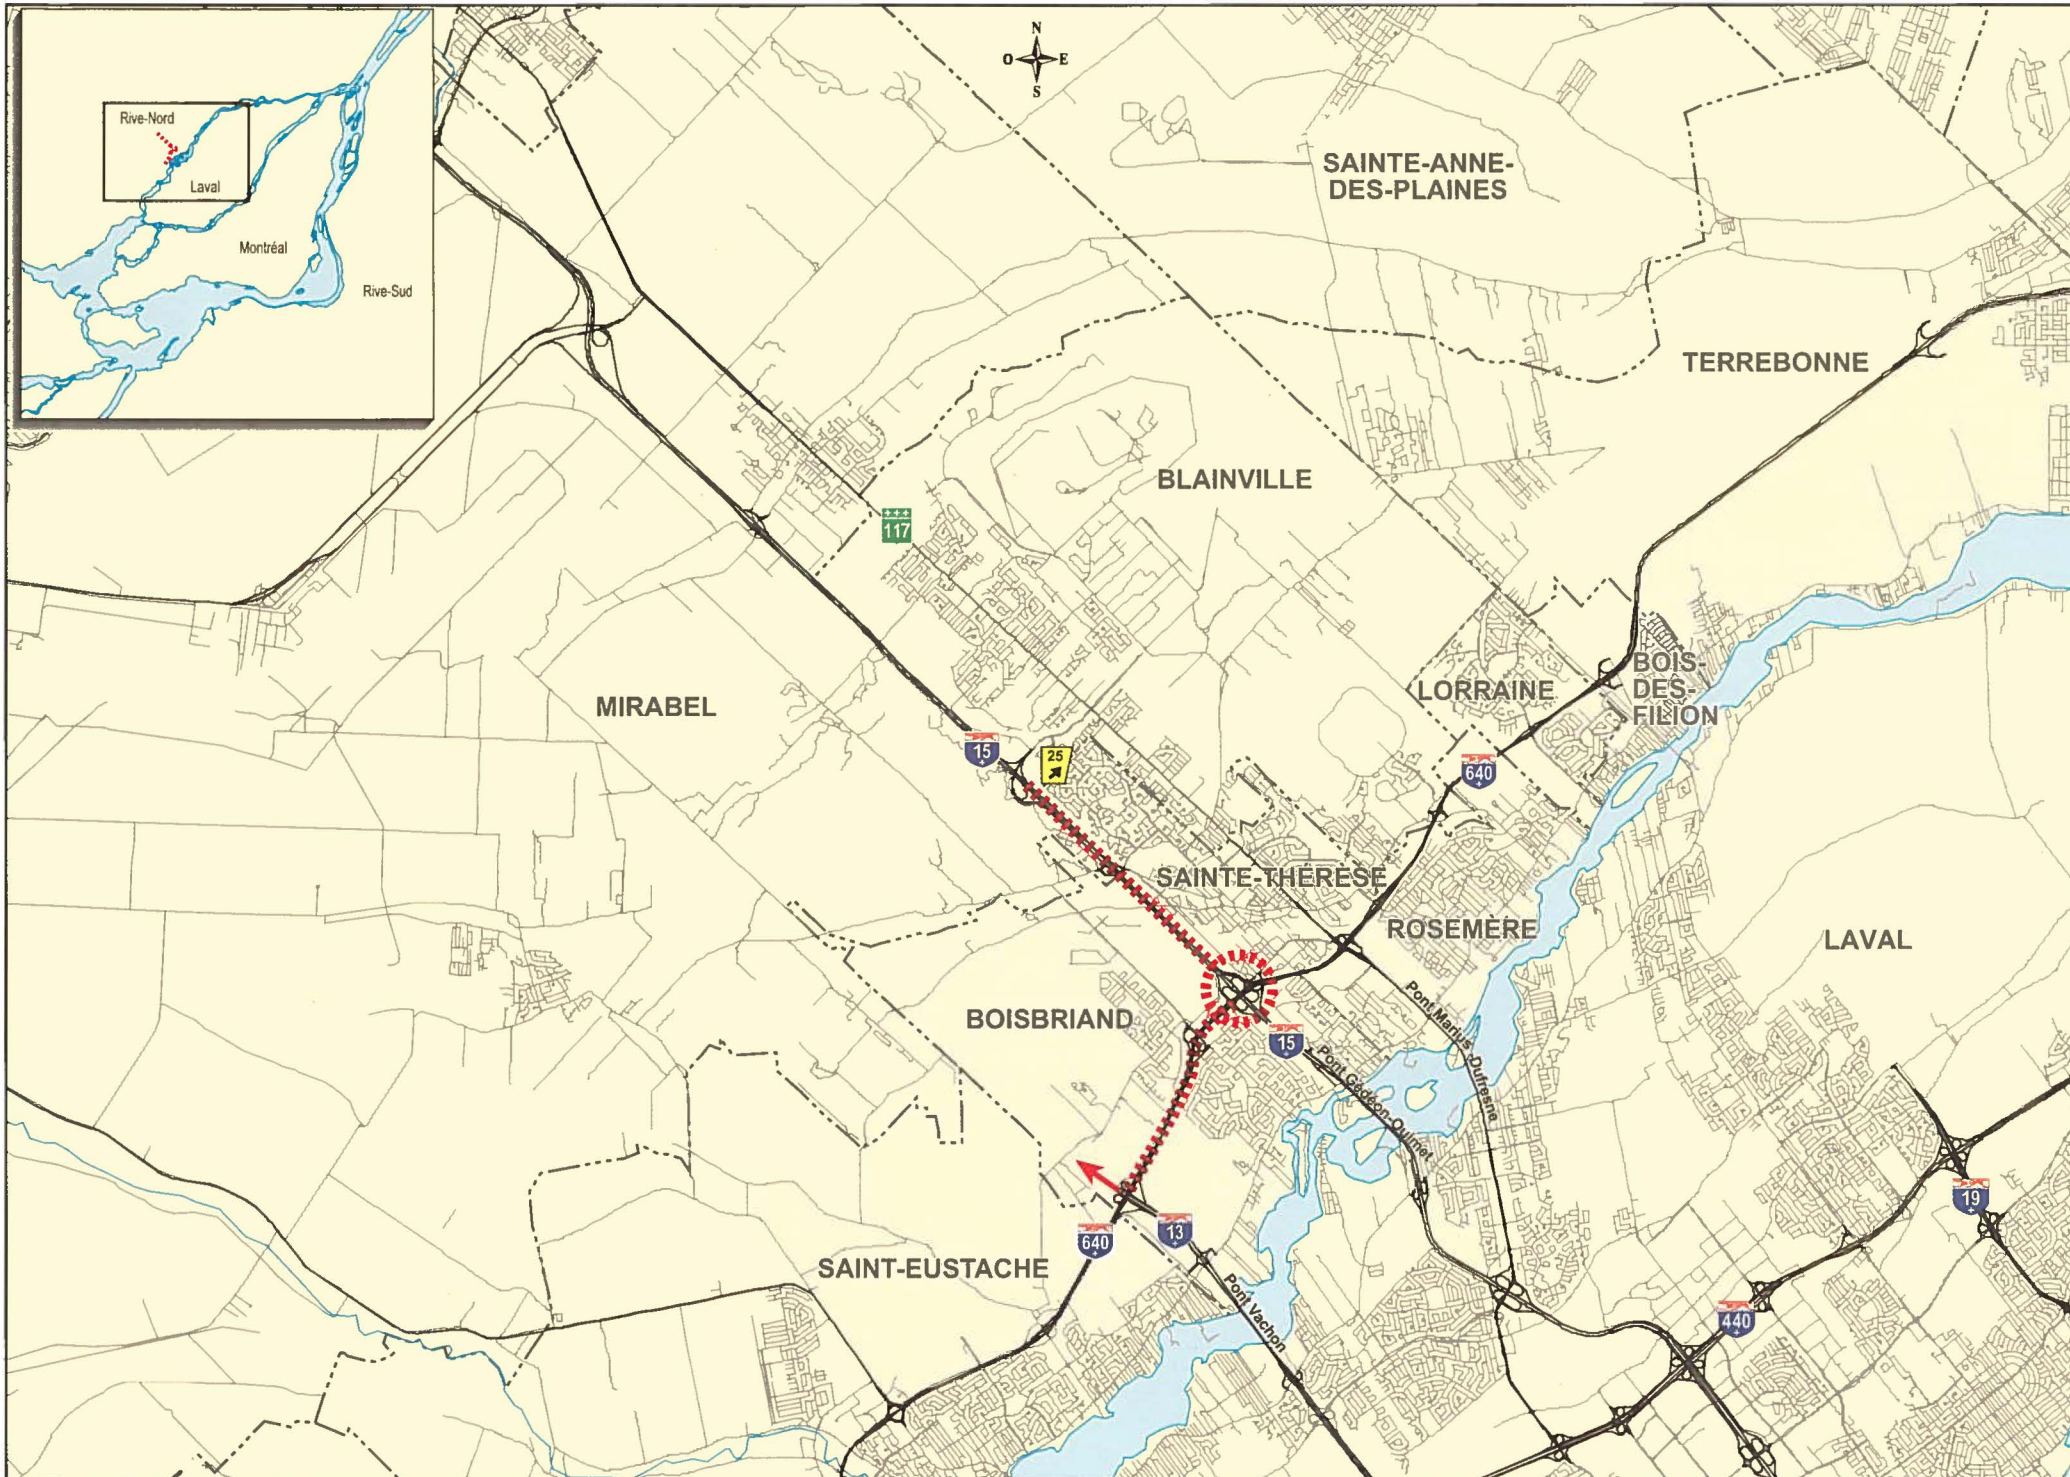 Rive-Nord
Laval
Montréal
Rive-Sud
N
O E
S
SAINTE-ANNE-
DES-PLAINES
TERREBONNE
BLAINVILLE
117
MIRABEL
LORRAINE
BOIS-
DES-
FILION
15
25
640
SAINTE-THÉRÈSE
ROSEMÈRE
LAVAL
BOISBRIAND
15
Pont Marius-Dufresne
Pont Gédéon-Ouimet
640
13
19
SAINT-EUSTACHE
Pont Vachon
440